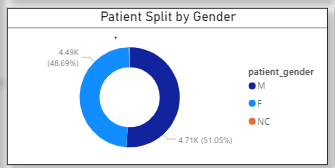 Patient Split by Gender
4.49K
(48.69%)
patient_gender
M
F
NC
4.71K (51.05%)